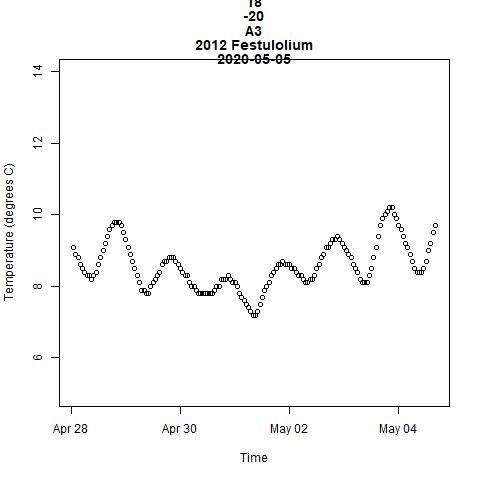 18
-20
A3
2012 Festulolium
2020-05-05
14
12
10
8
6
Temperature (degrees C)
Apr 28
Apr 30
May 02
May 04
Time